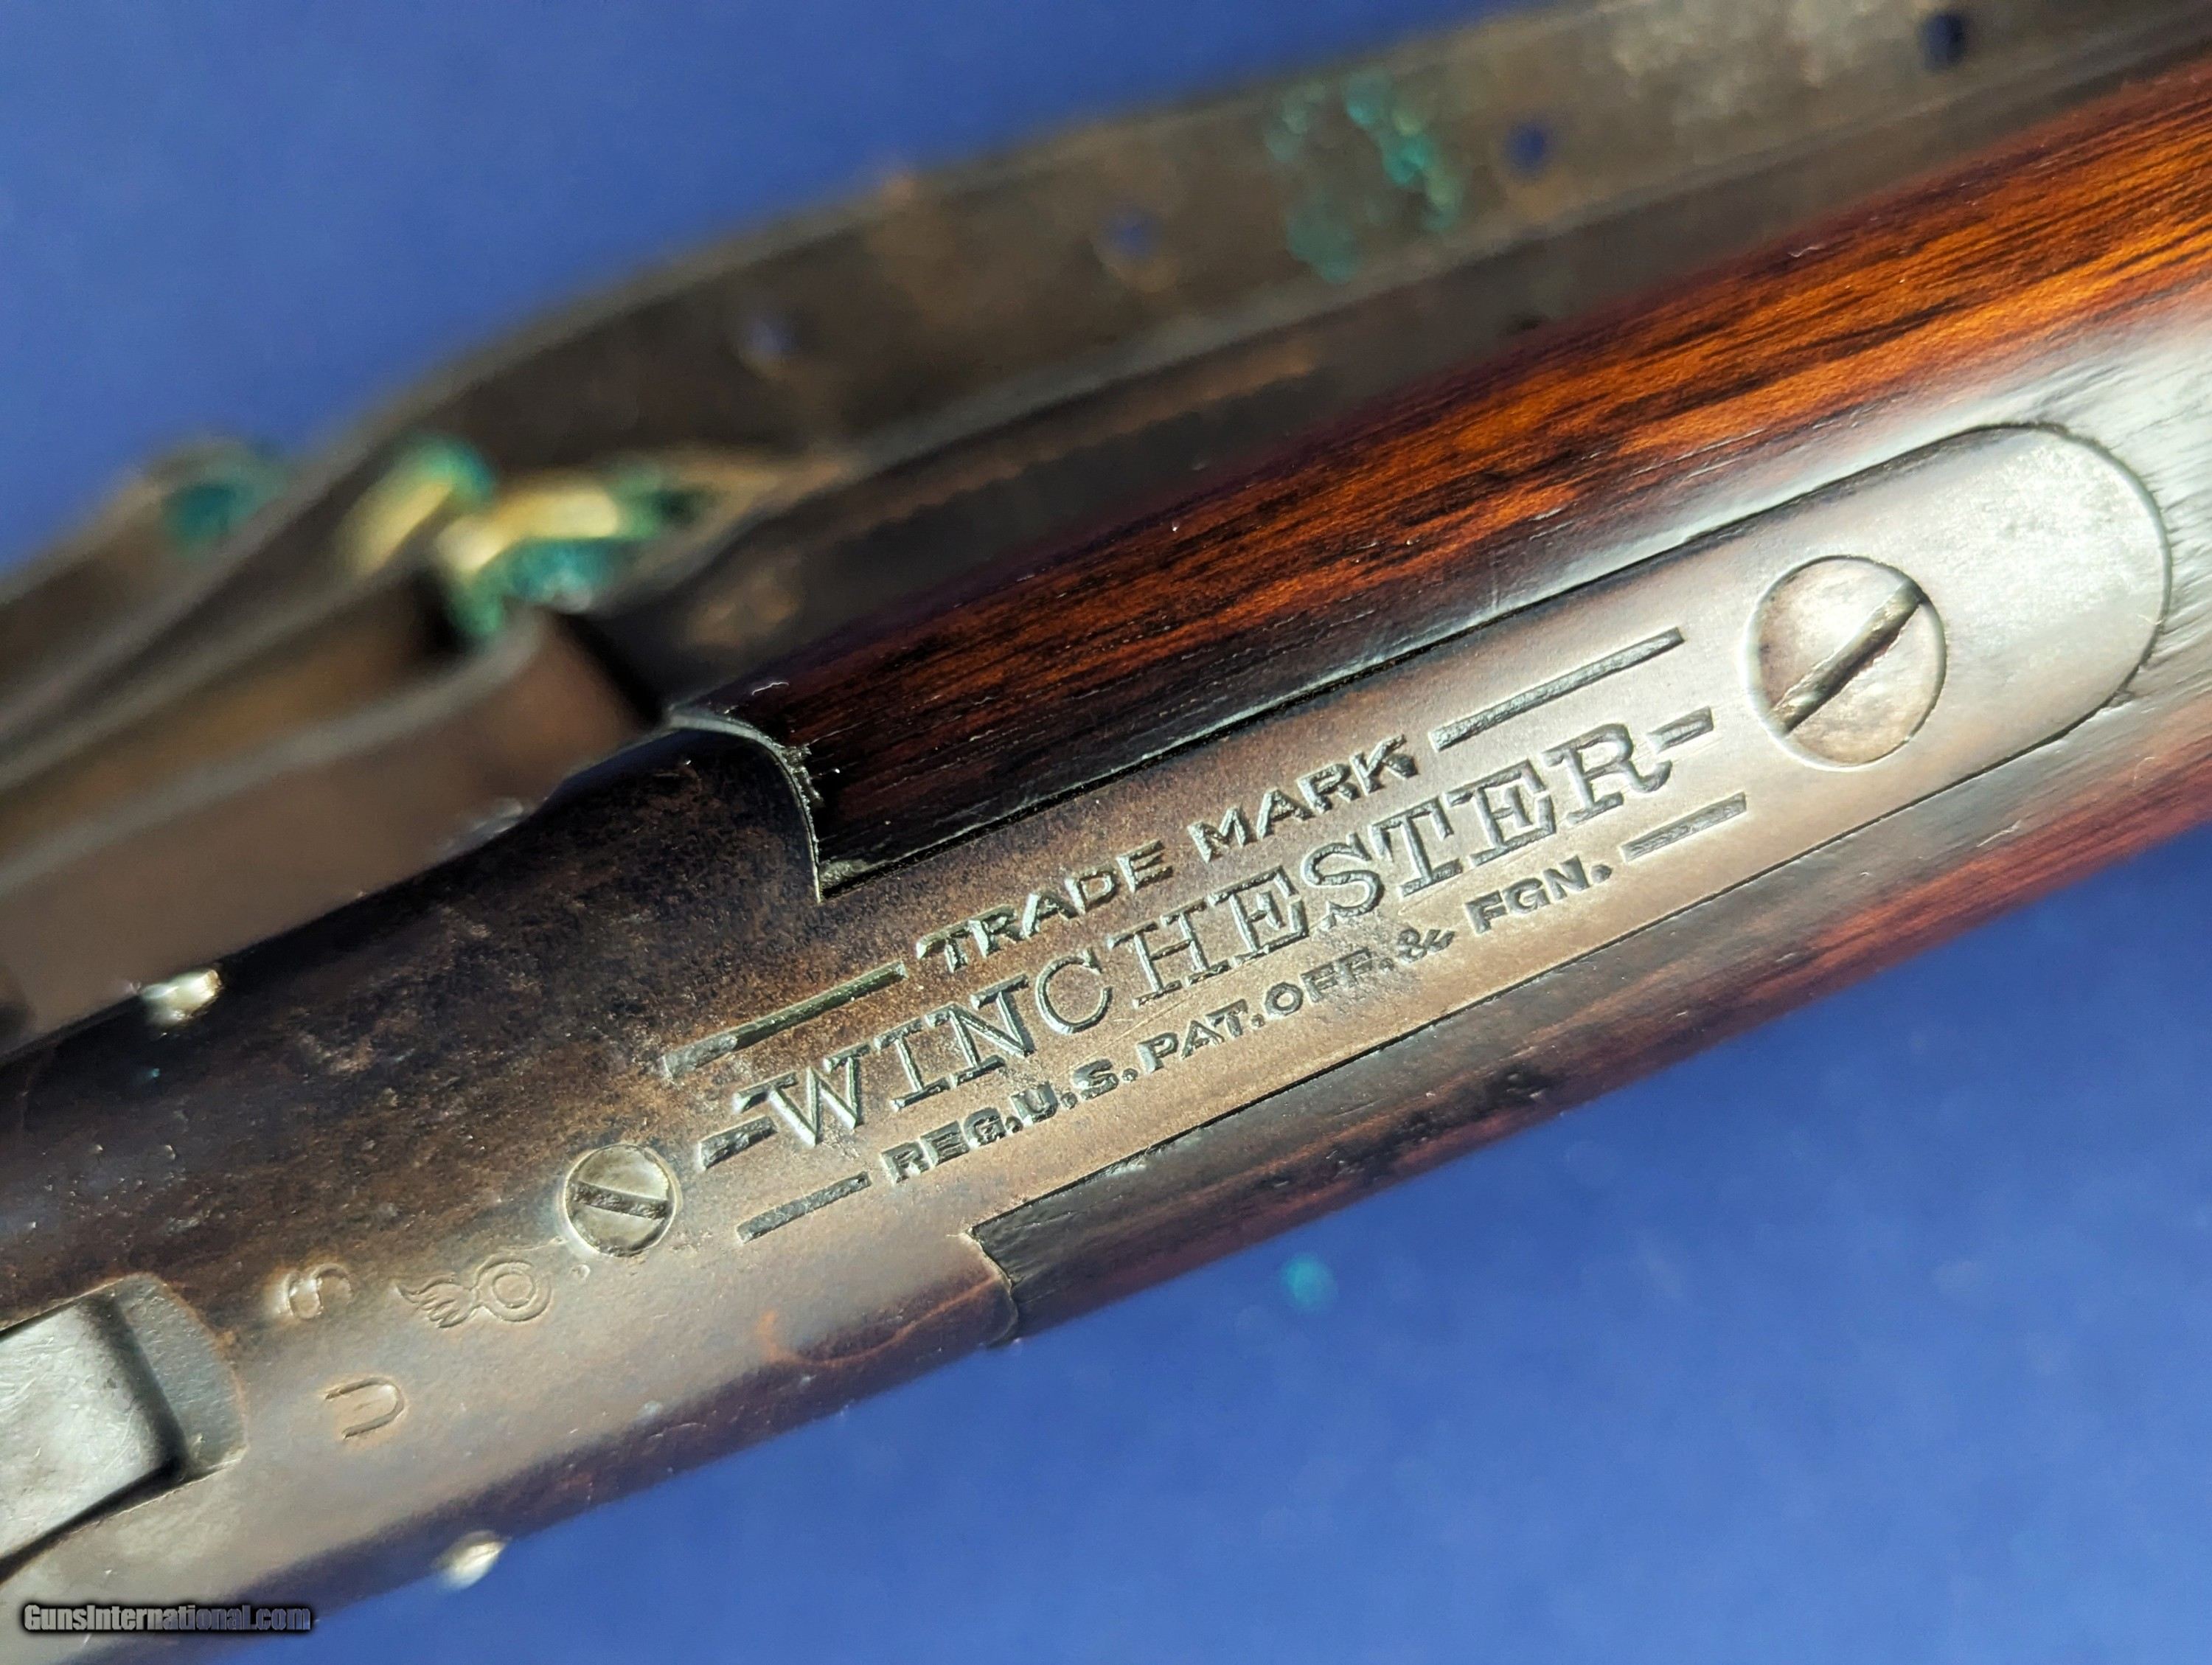 TRADE MARK
-WINCHESTER-
REG.U.S.PAT.OFF.& FGN.
U S
GunsInternational.com